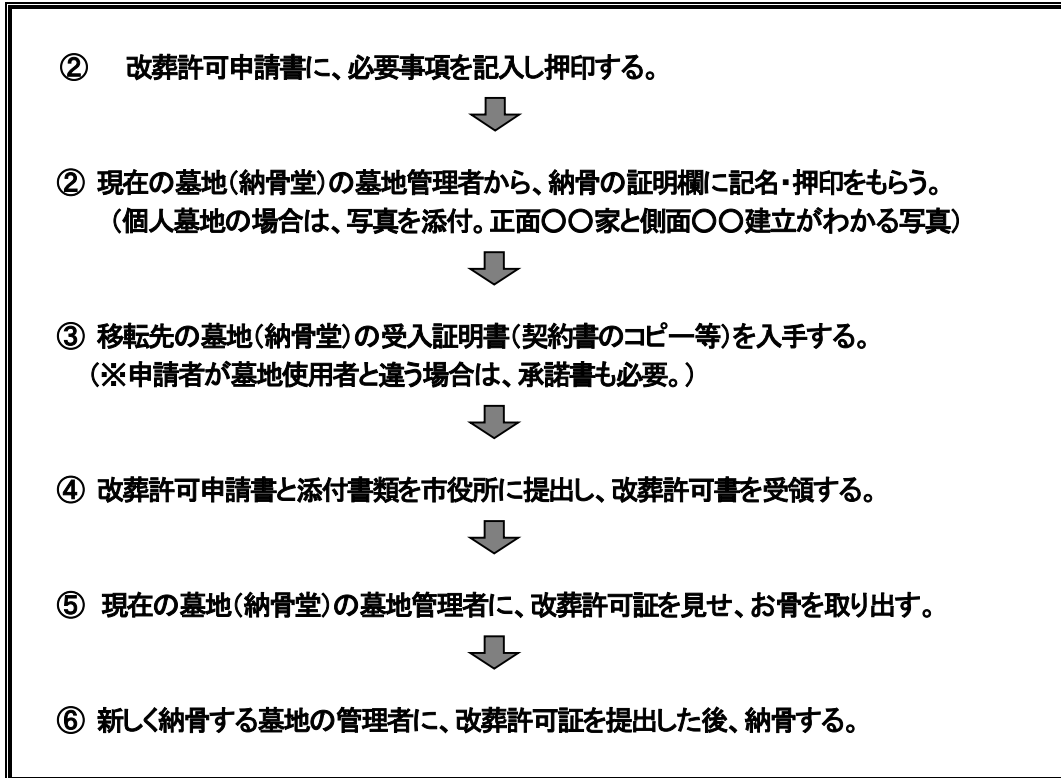 ② 改葬許可申請書に、必要事項を記入し押印する。
② 現在の墓地(納骨堂)の墓地管理者から、納骨の証明欄に記名・押印をもらう。
(個人墓地の場合は、写真を添付。正面〇〇家と側面〇〇建立がわかる写真)
③ 移転先の墓地(納骨堂)の受入証明書(契約書のコピー等)を入手する。
(※申請者が墓地使用者と違う場合は、承諾書も必要。)
④ 改葬許可申請書と添付書類を市役所に提出し、改葬許可書を受領する。
⑤ 現在の墓地(納骨堂)の墓地管理者に、改葬許可証を見せ、お骨を取り出す。
⑥ 新しく納骨する墓地の管理者に、改葬許可証を提出した後、納骨する。